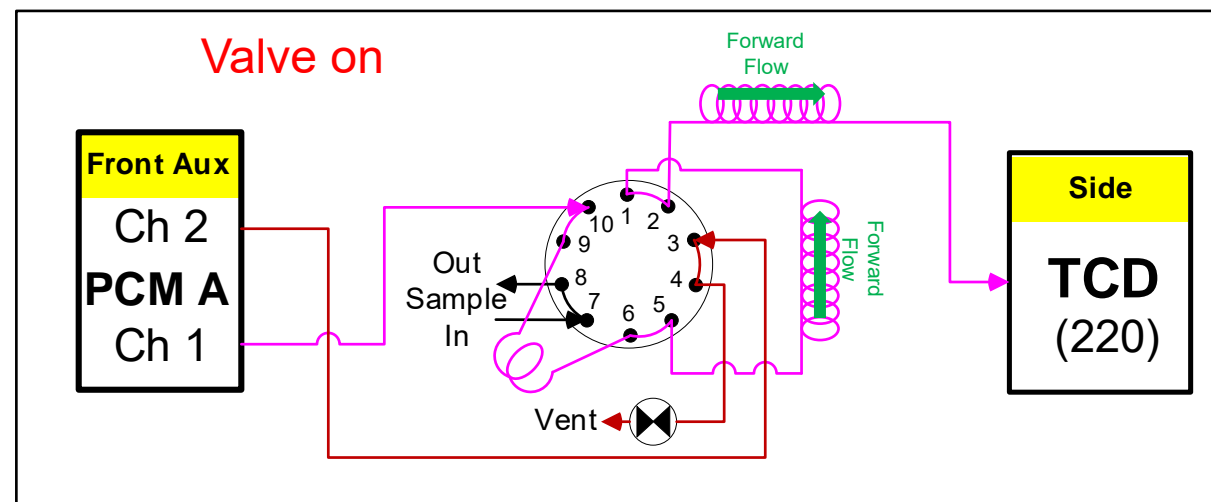 Valve on
Forward
Flow
Front Aux
Ch 2
PCM A
Ch 1
Side
TCD
(220)
1
2
3
4
5
6
7
8
9
10
Out
Sample
In
Forward
Flow
Vent